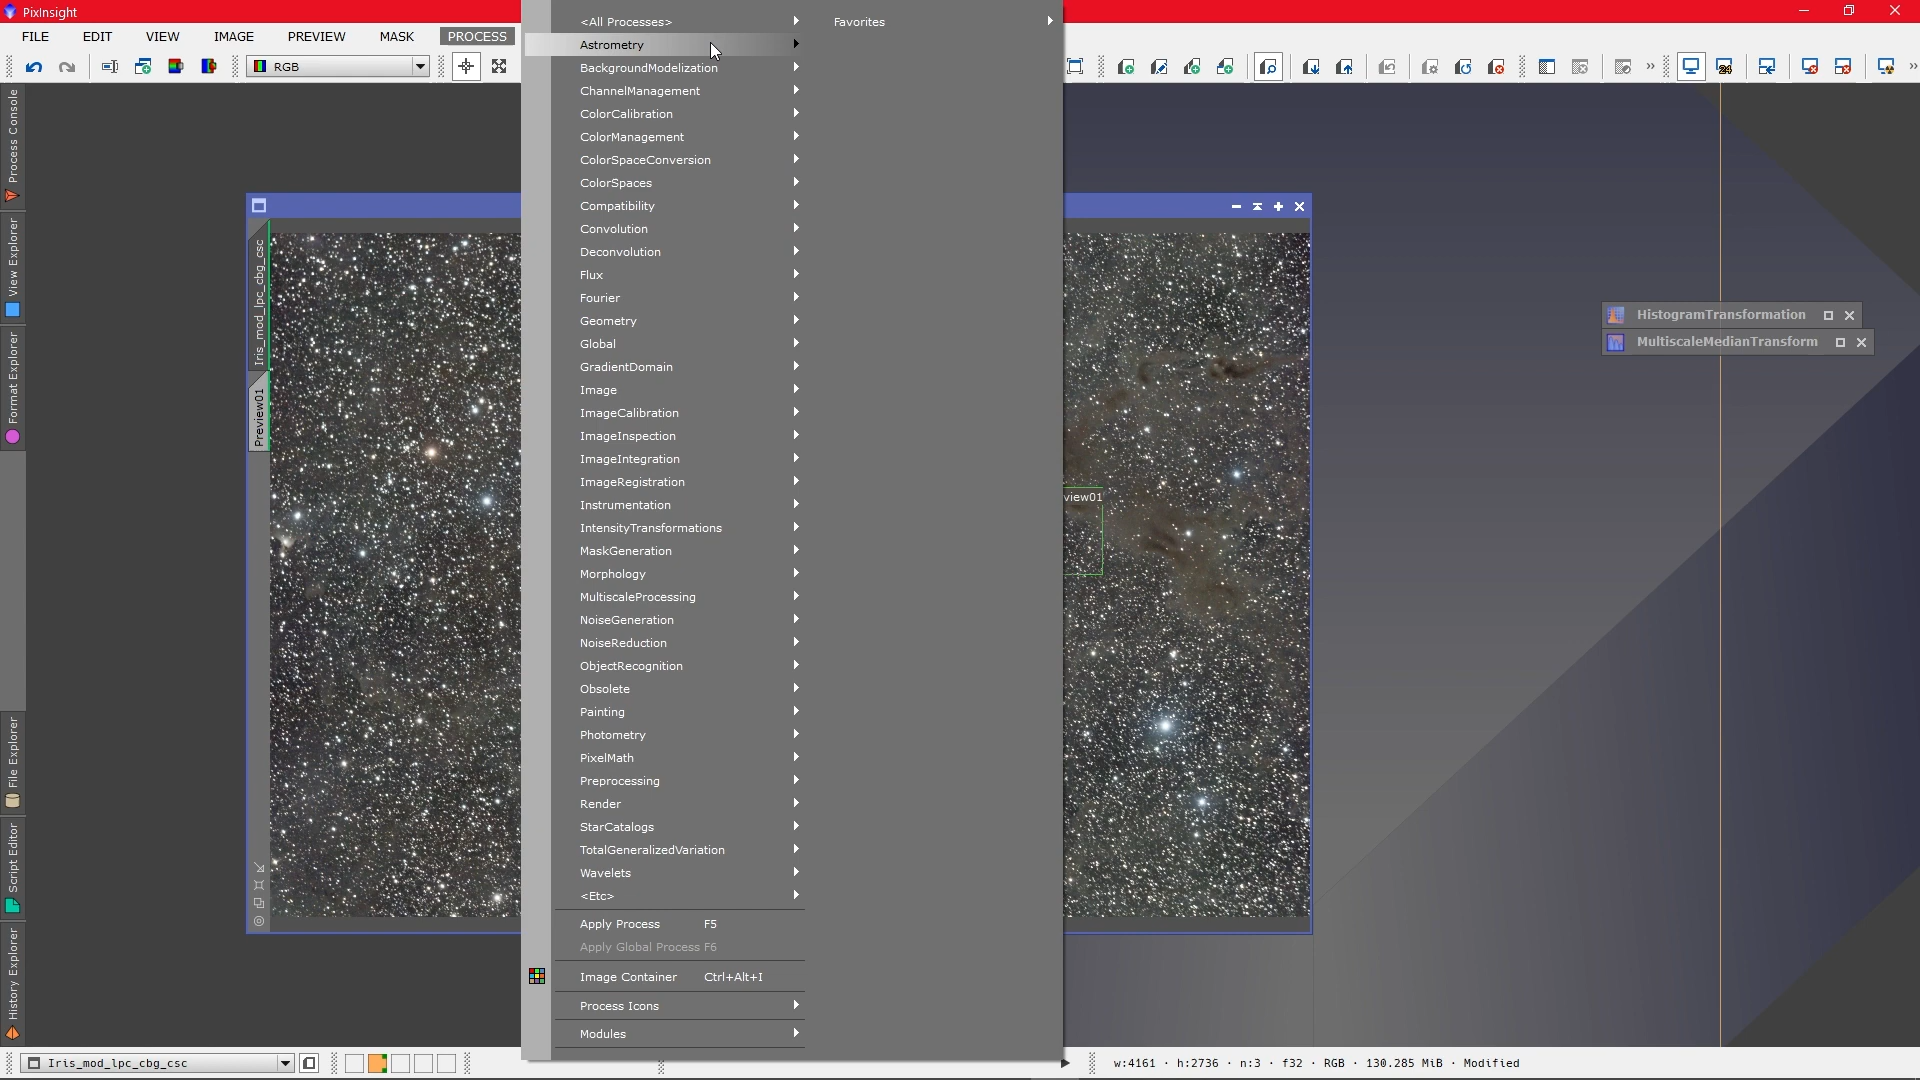 PixInsight
FILE EDIT VIEW IMAGE PREVIEW MASK PROCESS
RGB
24
<All Processes>
Astrometry
BackgroundModelization
ChannelManagement
ColorCalibration
ColorManagement
ColorSpaceConversion
ColorSpaces
Compatibility
Convolution
Deconvolution
Flux
Fourier
Geometry
Global
GradientDomain
Image
ImageCalibration
ImageInspection
ImageIntegration
ImageRegistration
Instrumentation
IntensityTransformations
MaskGeneration
Morphology
MultiscaleProcessing
NoiseGeneration
NoiseReduction
ObjectRecognition
Obsolete
Painting
Photometry
PixelMath
Preprocessing
Render
StarCatalogs
TotalGeneralizedVariation
Wavelets
<Etc>
Apply Process F5
Apply Global Process F6
Image Container Ctrl+Alt+I
Process Icons
Modules
Favorites
Process Console
View Explorer
Format Explorer
File Explorer
Script Editor
History Explorer
Iris_mod_lpc_cbg_csc
Preview01
view01
HistogramTransformation
MultiscaleMedianTransform
Iris_mod_lpc_cbg_csc
w:4161 · h:2736 · n:3 · f32 · RGB · 130.285 MiB · Modified